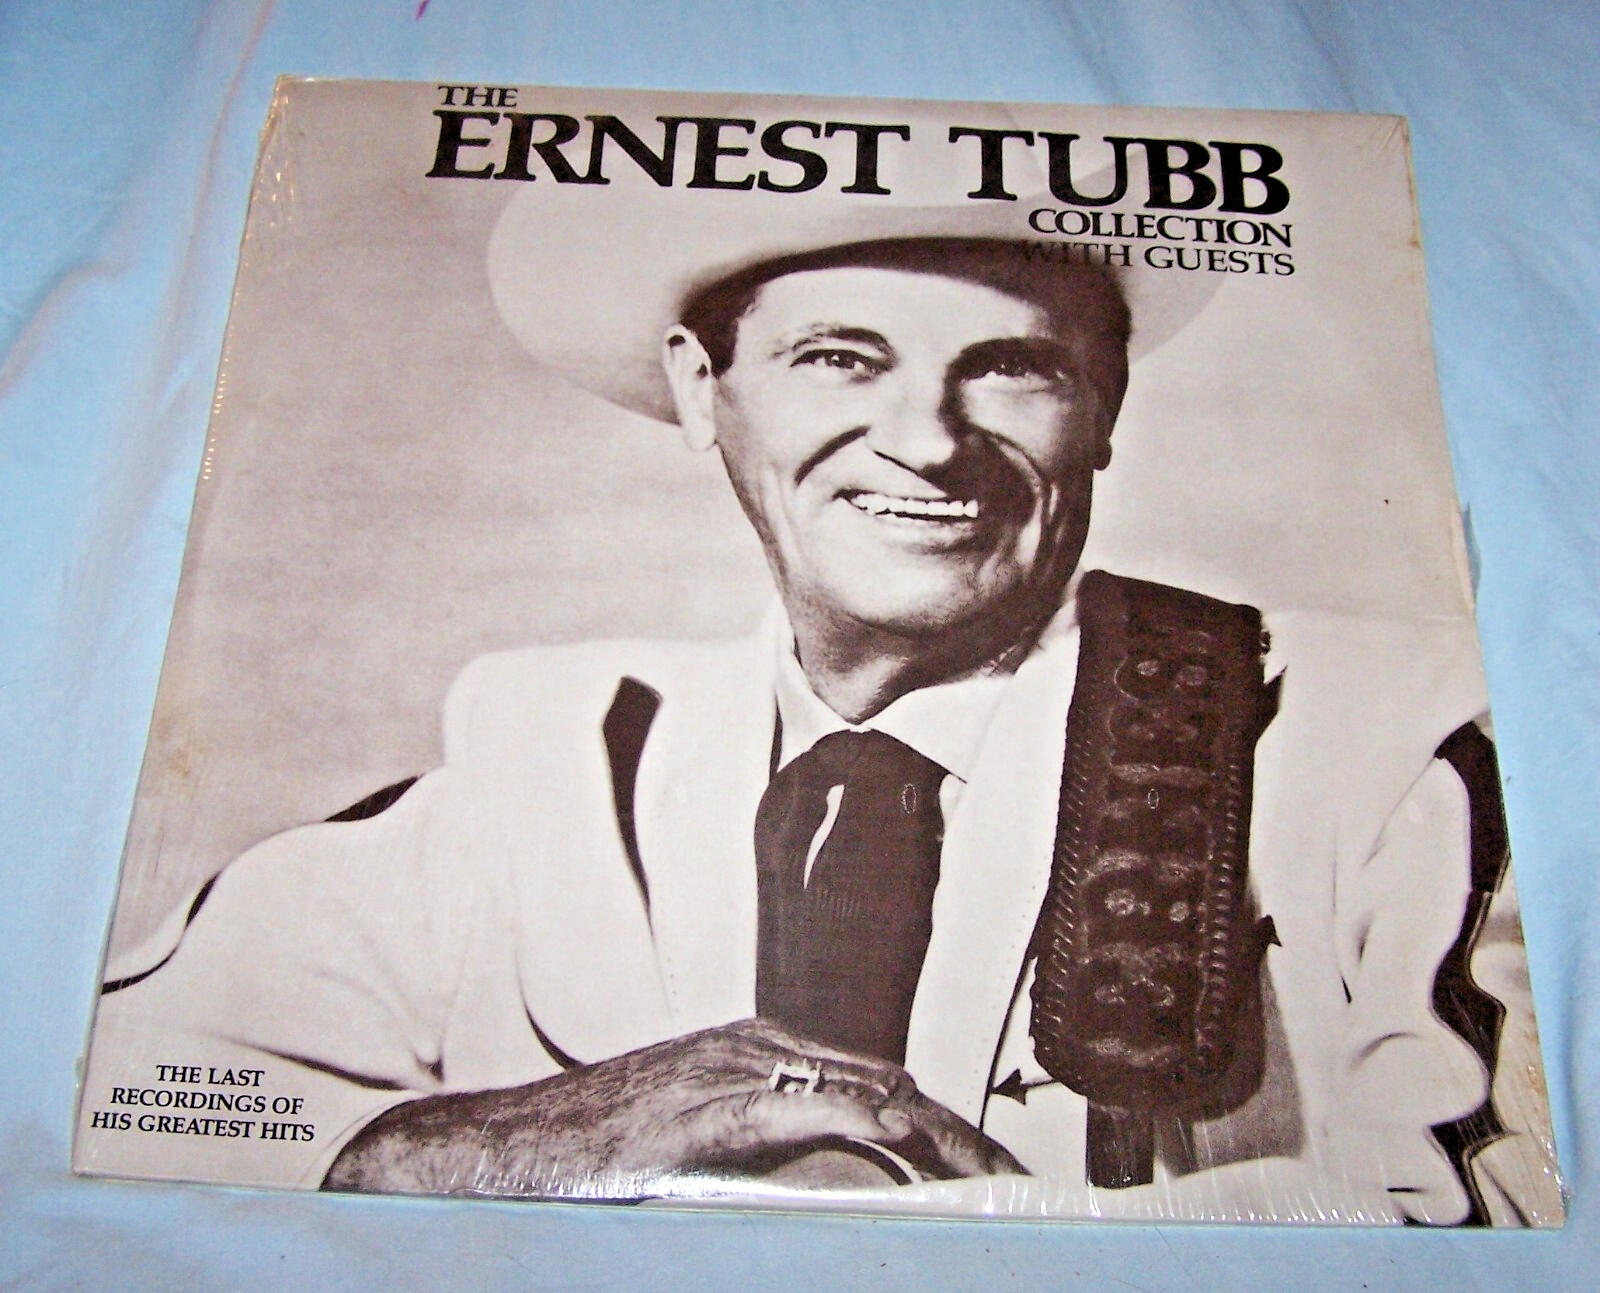 THE
ERNEST TUBB
COLLECTION
WITH GUESTS
THE LAST
RECORDINGS OF
HIS GREATEST HITS